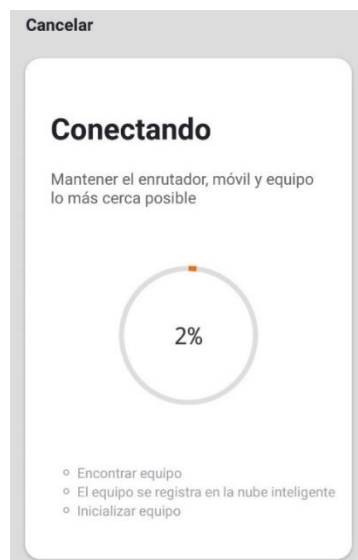 Cancelar
Conectando
Mantener el enrutador, móvil y equipo
lo más cerca posible
2%
Encontrar equipo
El equipo se registra en la nube inteligente
Inicializar equipo